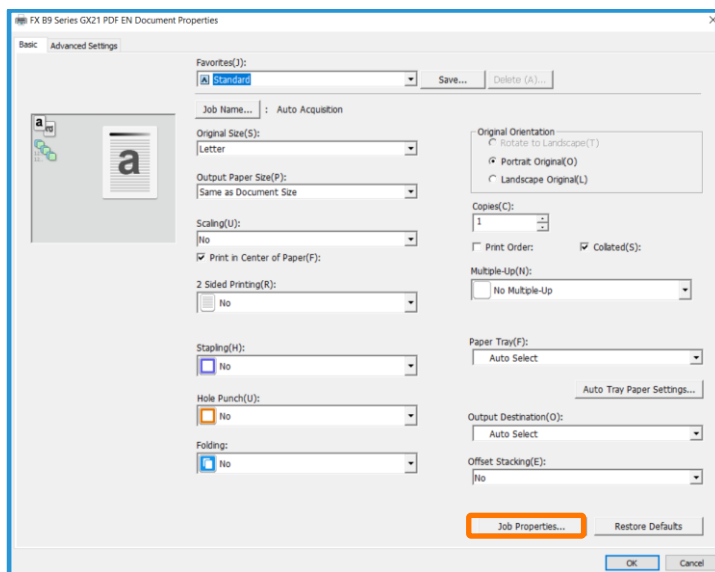 FX B9 Series GX21 PDF EN Document Properties
Basic
Advanced Settings
Favorites(J):
Standard
Save...
Delete (A)...
Job Name...
: Auto Acquisition
Original Size(S):
Letter
Output Paper Size(P):
Same as Document Size
Scaling(U):
No
Print in Center of Paper(F):
2 Sided Printing(R):
No
Stapling(H):
No
Hole Punch(U):
No
Folding:
No
Original Orientation
Rotate to Landscape(T)
Portrait Original(O)
Landscape Original(L)
Copies(C):
1
Print Order:
Collated(S):
Multiple-Up(N):
No Multiple-Up
Paper Tray(F):
Auto Select
Auto Tray Paper Settings...
Output Destination(O):
Auto Select
Offset Stacking(E):
No
Job Properties...
Restore Defaults
OK
Cancel
a
a